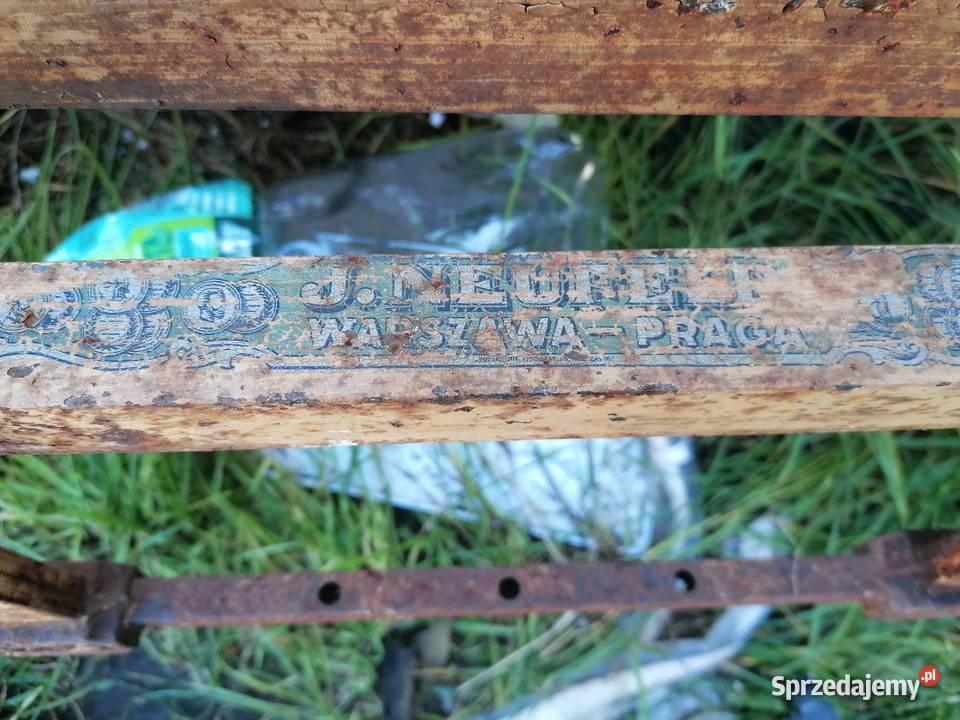 J. NEUFELD
WARSZAWA – PRAGA
Sprzedajemy.pl